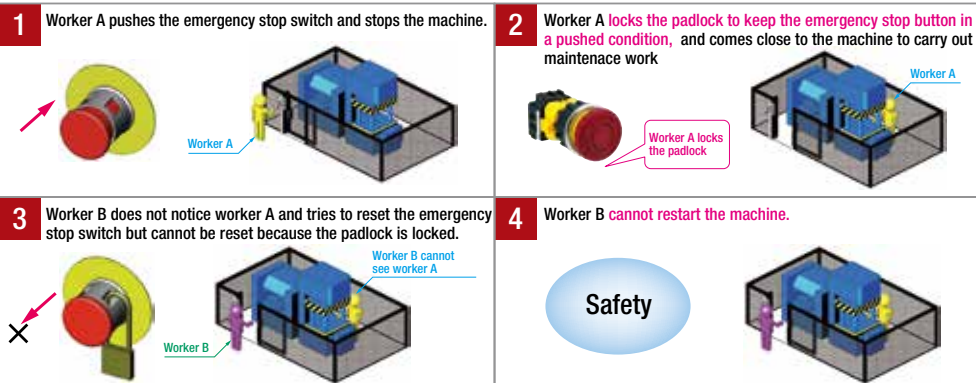 1
Worker A pushes the emergency stop switch and stops the machine.
Worker A
2
Worker A locks the padlock to keep the emergency stop button in
a pushed condition, and comes close to the machine to carry out
maintenace work
Worker A
Worker A locks
the padlock
3
Worker B does not notice worker A and tries to reset the emergency
stop switch but cannot be reset because the padlock is locked.
Worker B cannot
see worker A
Worker B
4
Worker B cannot restart the machine.
Safety